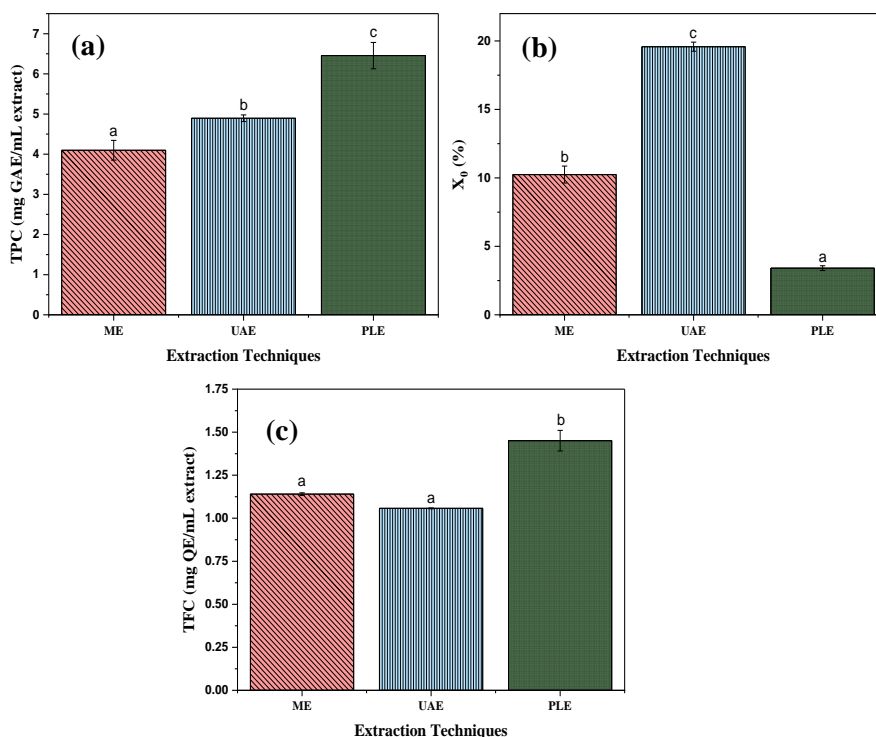 (a)
TPC (mg GAE/mL extract)
7
6
5
4
3
2
1
0
a
b
c
ME UAE PLE
Extraction Techniques
(b)
X₀ (%)
20
15
10
5
0
b
c
a
ME UAE PLE
Extraction Techniques
(c)
TFC (mg QE/mL extract)
1.75
1.50
1.25
1.00
0.75
0.50
0.25
0.00
a
a
b
ME UAE PLE
Extraction Techniques